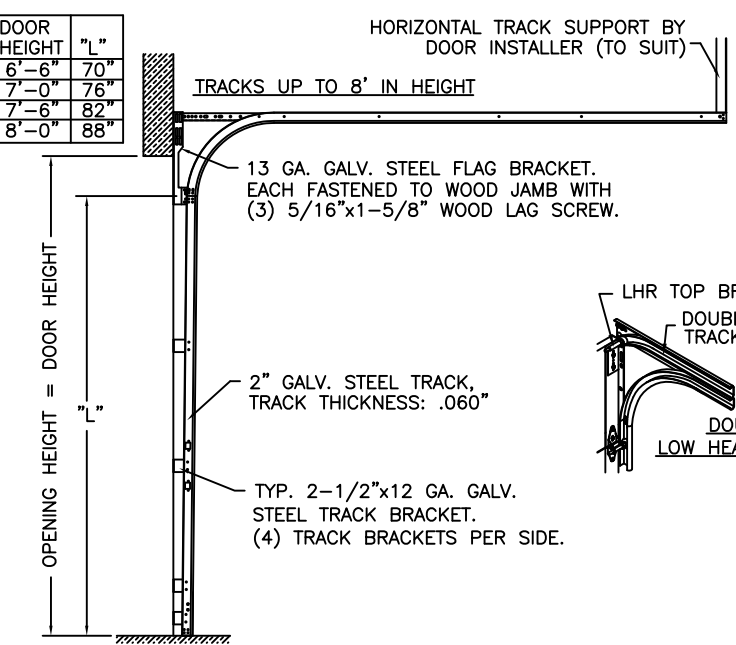 DOOR
HEIGHT "L"
6'-6" 70"
7'-0" 76"
7'-6" 82"
8'-0" 88"
HORIZONTAL TRACK SUPPORT BY
DOOR INSTALLER (TO SUIT)
TRACKS UP TO 8' IN HEIGHT
13 GA. GALV. STEEL FLAG BRACKET.
EACH FASTENED TO WOOD JAMB WITH
(3) 5/16"x1-5/8" WOOD LAG SCREW.
OPENING HEIGHT = DOOR HEIGHT
"L"
2" GALV. STEEL TRACK,
TRACK THICKNESS: .060"
TYP. 2-1/2"x12 GA. GALV.
STEEL TRACK BRACKET.
(4) TRACK BRACKETS PER SIDE.
LHR TOP
TRACK
LOW